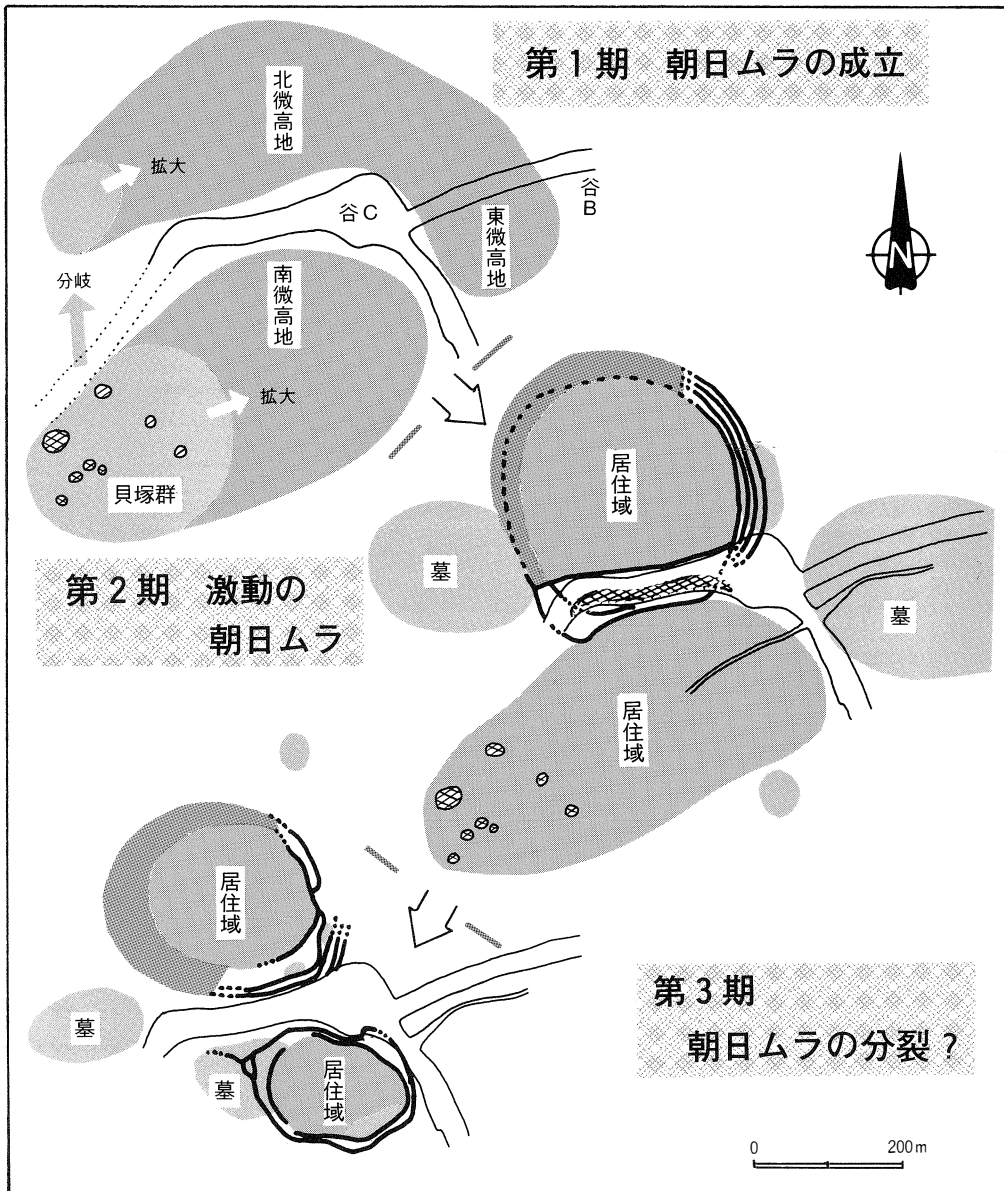 第1期 朝日ムラの成立
北微高地
拡大
谷C
谷B
東微高地
N
分岐
南微高地
拡大
貝塚群
第2期 激動の
朝日ムラ
居住域
墓
墓
居住域
居住域
墓
墓
居住域
第3期
朝日ムラの分裂?
0 200m